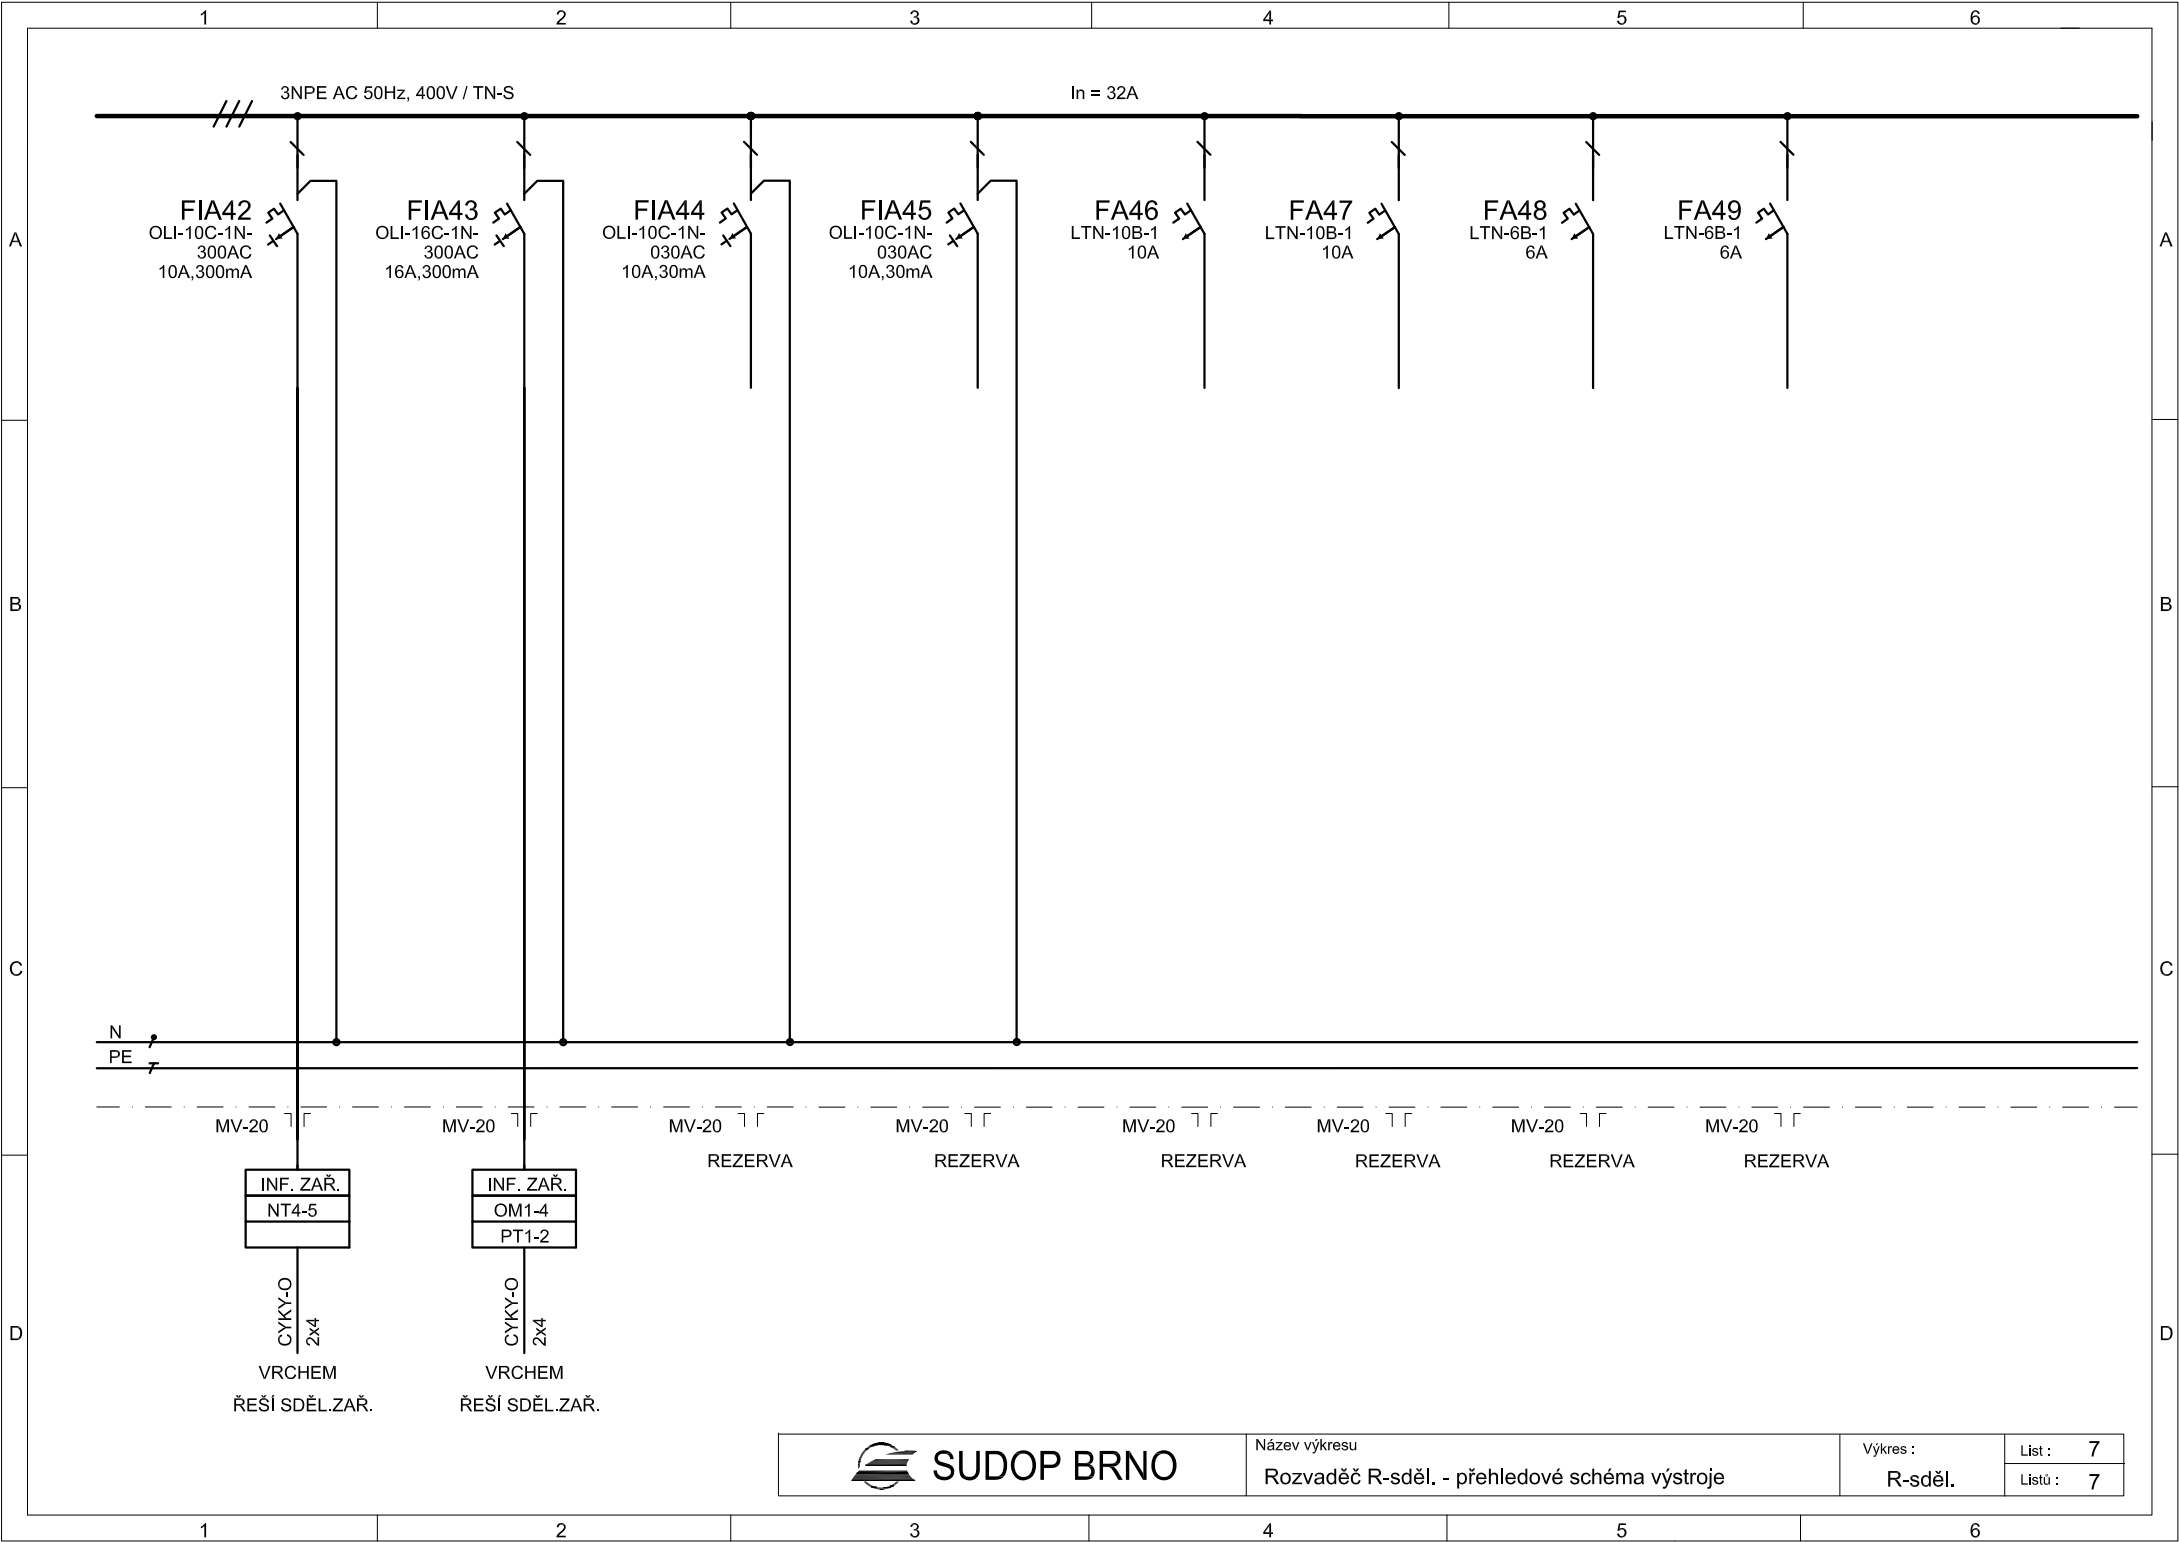 1 2 3 4 5 6
3NPE AC 50Hz, 400V / TN-S
In = 32A
A
A
FIA42
OLI-10C-1N-
300AC
10A,300mA
FIA43
OLI-16C-1N-
300AC
16A,300mA
FIA44
OLI-10C-1N-
030AC
10A,30mA
FIA45
OLI-10C-1N-
030AC
10A,30mA
FA46
LTN-10B-1
10A
FA47
LTN-10B-1
10A
FA48
LTN-6B-1
6A
FA49
LTN-6B-1
6A
B
B
C
C
N
PE
MV-20
MV-20
MV-20
MV-20
MV-20
MV-20
MV-20
MV-20
REZERVA
REZERVA
REZERVA
REZERVA
REZERVA
REZERVA
INF. ZAŘ.
NT4-5
INF. ZAŘ.
OM1-4
PT1-2
CYKY-O
2x4
CYKY-O
2x4
D
D
VRCHEM
ŘEŠÍ SDĚL.ZAŘ.
VRCHEM
ŘEŠÍ SDĚL.ZAŘ.
SUDOP BRNO
Název výkresu
Rozvaděč R-sděl. - přehledové schéma výstroje
Výkres :
R-sděl.
List : 7
Listů : 7
1 2 3 4 5 6